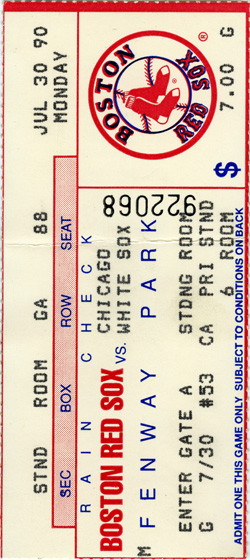 STND ROOM GA 88
SEC BOX ROW SEAT
JUL 30 90
MONDAY
RAIN CHECK
BOSTON RED SOX VS. CHICAGO
WHITE SOX
M FENWAY PARK
922068
ENTER GATE A STDNG ROOM
G 7/30 #53 CA PRI STND
6 ROOM
BOSTON
RED SOX
®
7.00 G
$
ADMIT ONE THIS GAME ONLY SUBJECT TO CONDITIONS ON BACK